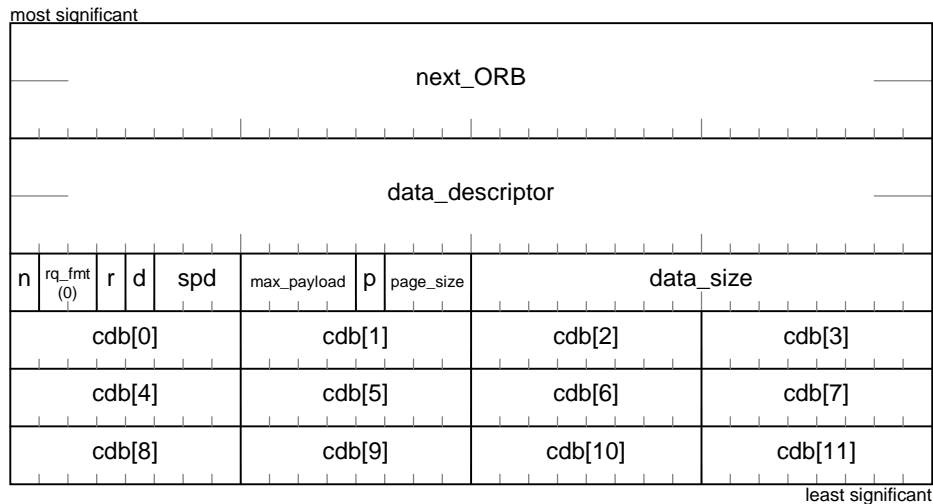 most significant
next_ORB
data_descriptor
n rq_fmt (0) r d spd max_payload p page_size data_size
cdb[0] cdb[1] cdb[2] cdb[3]
cdb[4] cdb[5] cdb[6] cdb[7]
cdb[8] cdb[9] cdb[10] cdb[11]
least significant